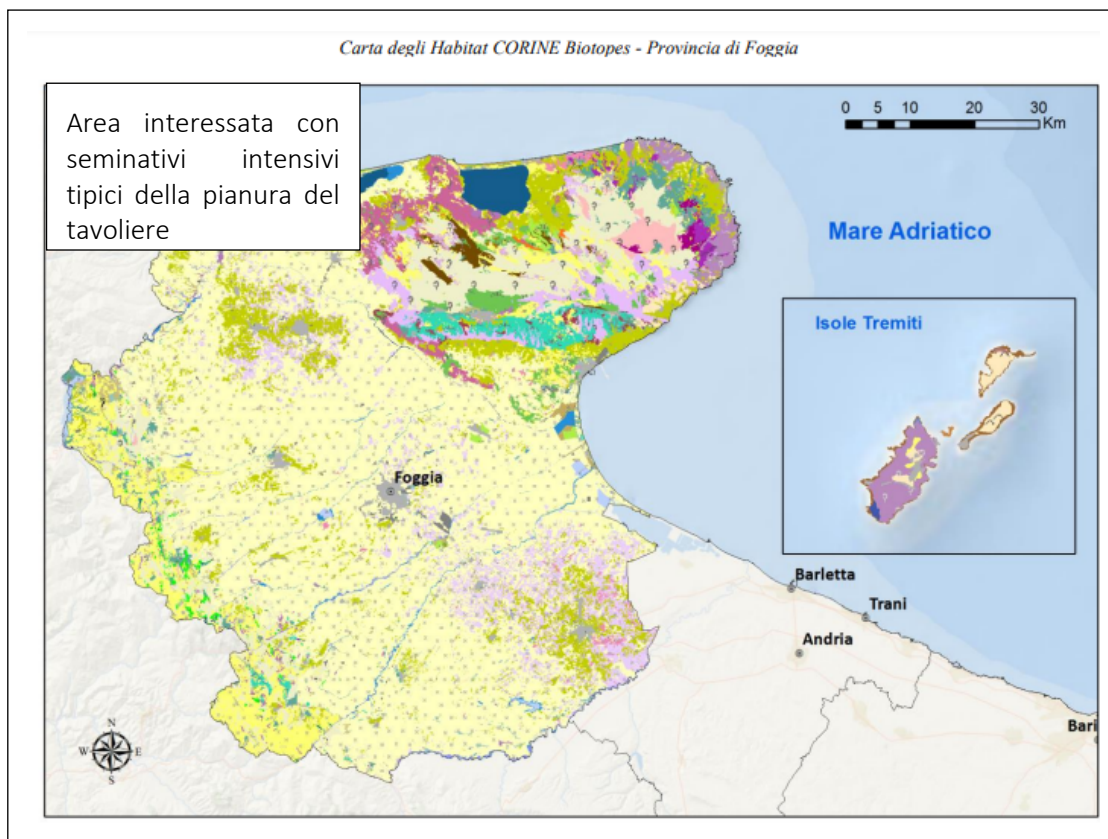 Carta degli Habitat CORINE Biotopes - Provincia di Foggia
Area interessata con
seminativi intensivi
tipici della pianura del
tavoliere
0 5 10 20 30
Km
Mare Adriatico
Isole Tremiti
Foggia
Barletta
Trani
Andria
Bari
N
W E
S